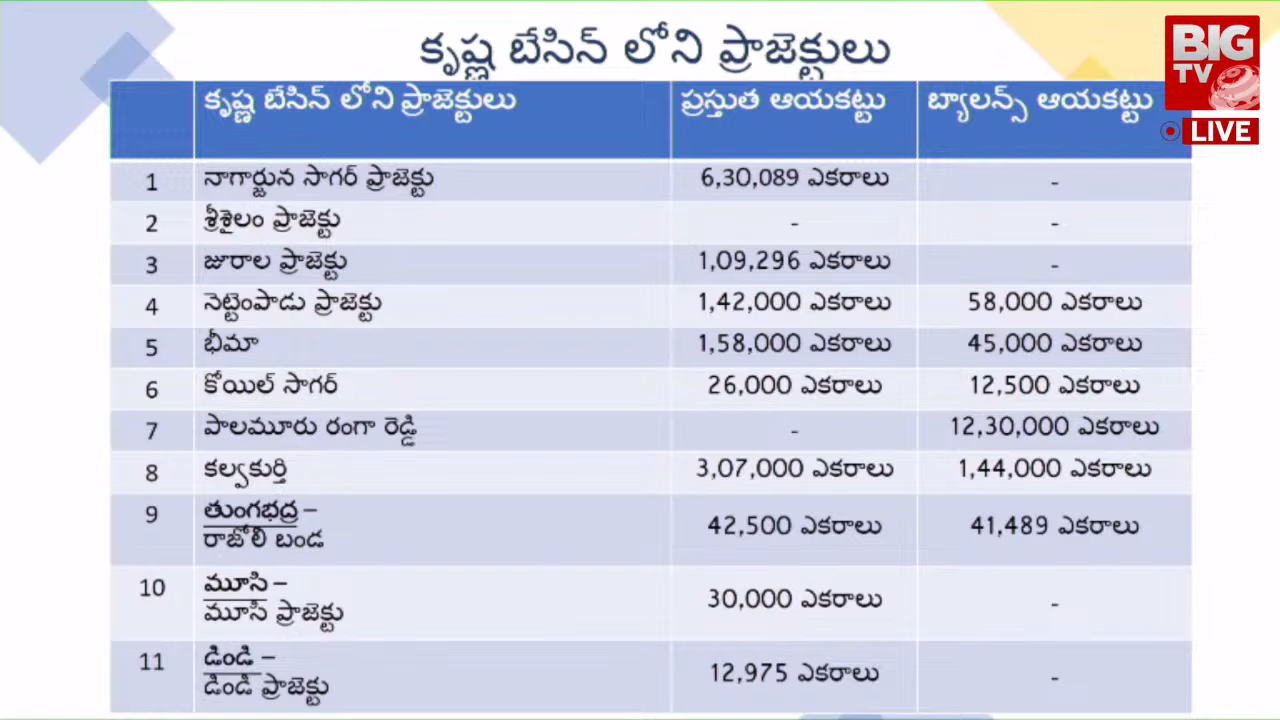 కృష్ణ బేసిన్ లోని ప్రాజెక్టులు
BIG
TV
LIVE
కృష్ణ బేసిన్ లోని ప్రాజెక్టులు ప్రస్తుత ఆయకట్టు బ్యాలన్స్ ఆయకట్టు
1 నాగార్జున సాగర్ ప్రాజెక్టు 6,30,089 ఎకరాలు -
2 శ్రీశైలం ప్రాజెక్టు - -
3 జురాల ప్రాజెక్టు 1,09,296 ఎకరాలు -
4 నెట్టెంపాడు ప్రాజెక్టు 1,42,000 ఎకరాలు 58,000 ఎకరాలు
5 భీమా 1,58,000 ఎకరాలు 45,000 ఎకరాలు
6 కోయిల్ సాగర్ 26,000 ఎకరాలు 12,500 ఎకరాలు
7 పాలమూరు రంగా రెడ్డి - 12,30,000 ఎకరాలు
8 కల్వకుర్తి 3,07,000 ఎకరాలు 1,44,000 ఎకరాలు
9 తుంగభద్ర –
రాజోలి బండ 42,500 ఎకరాలు 41,489 ఎకరాలు
10 మూసి –
మూసి ప్రాజెక్టు 30,000 ఎకరాలు -
11 డిండి –
డిండి ప్రాజెక్టు 12,975 ఎకరాలు -